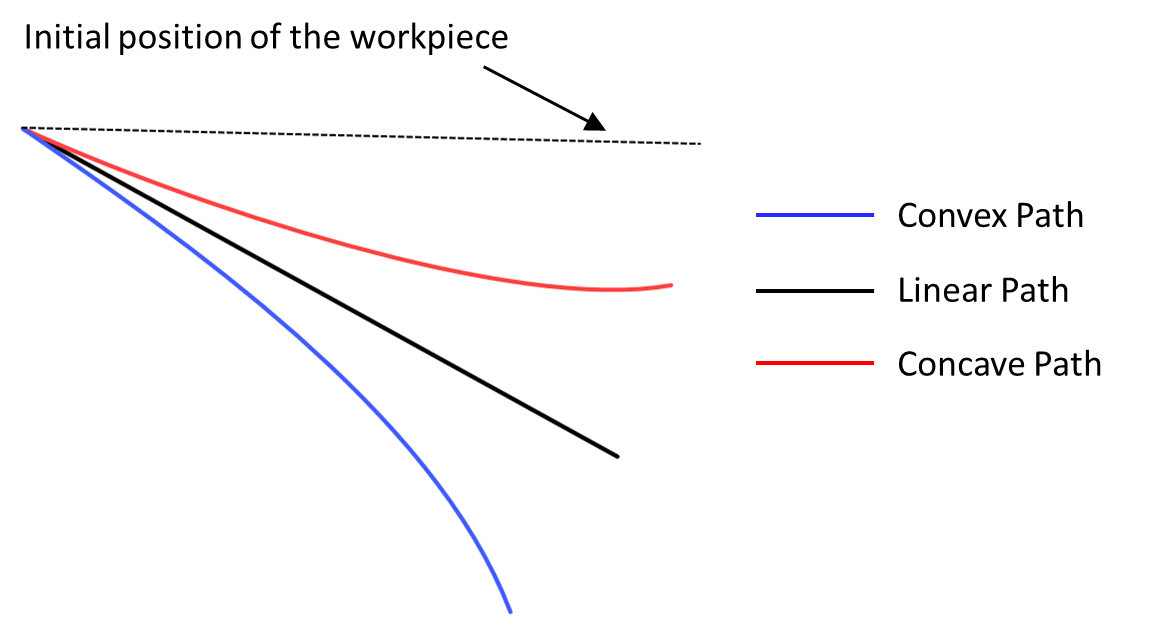 Initial position of the workpiece
Convex Path
Linear Path
Concave Path